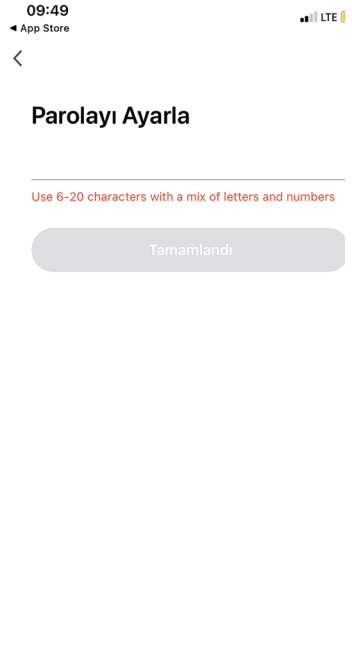 09:49
LTE
◀ App Store
Parolayı Ayarla
Use 6-20 characters with a mix of letters and numbers
Tamamlandı